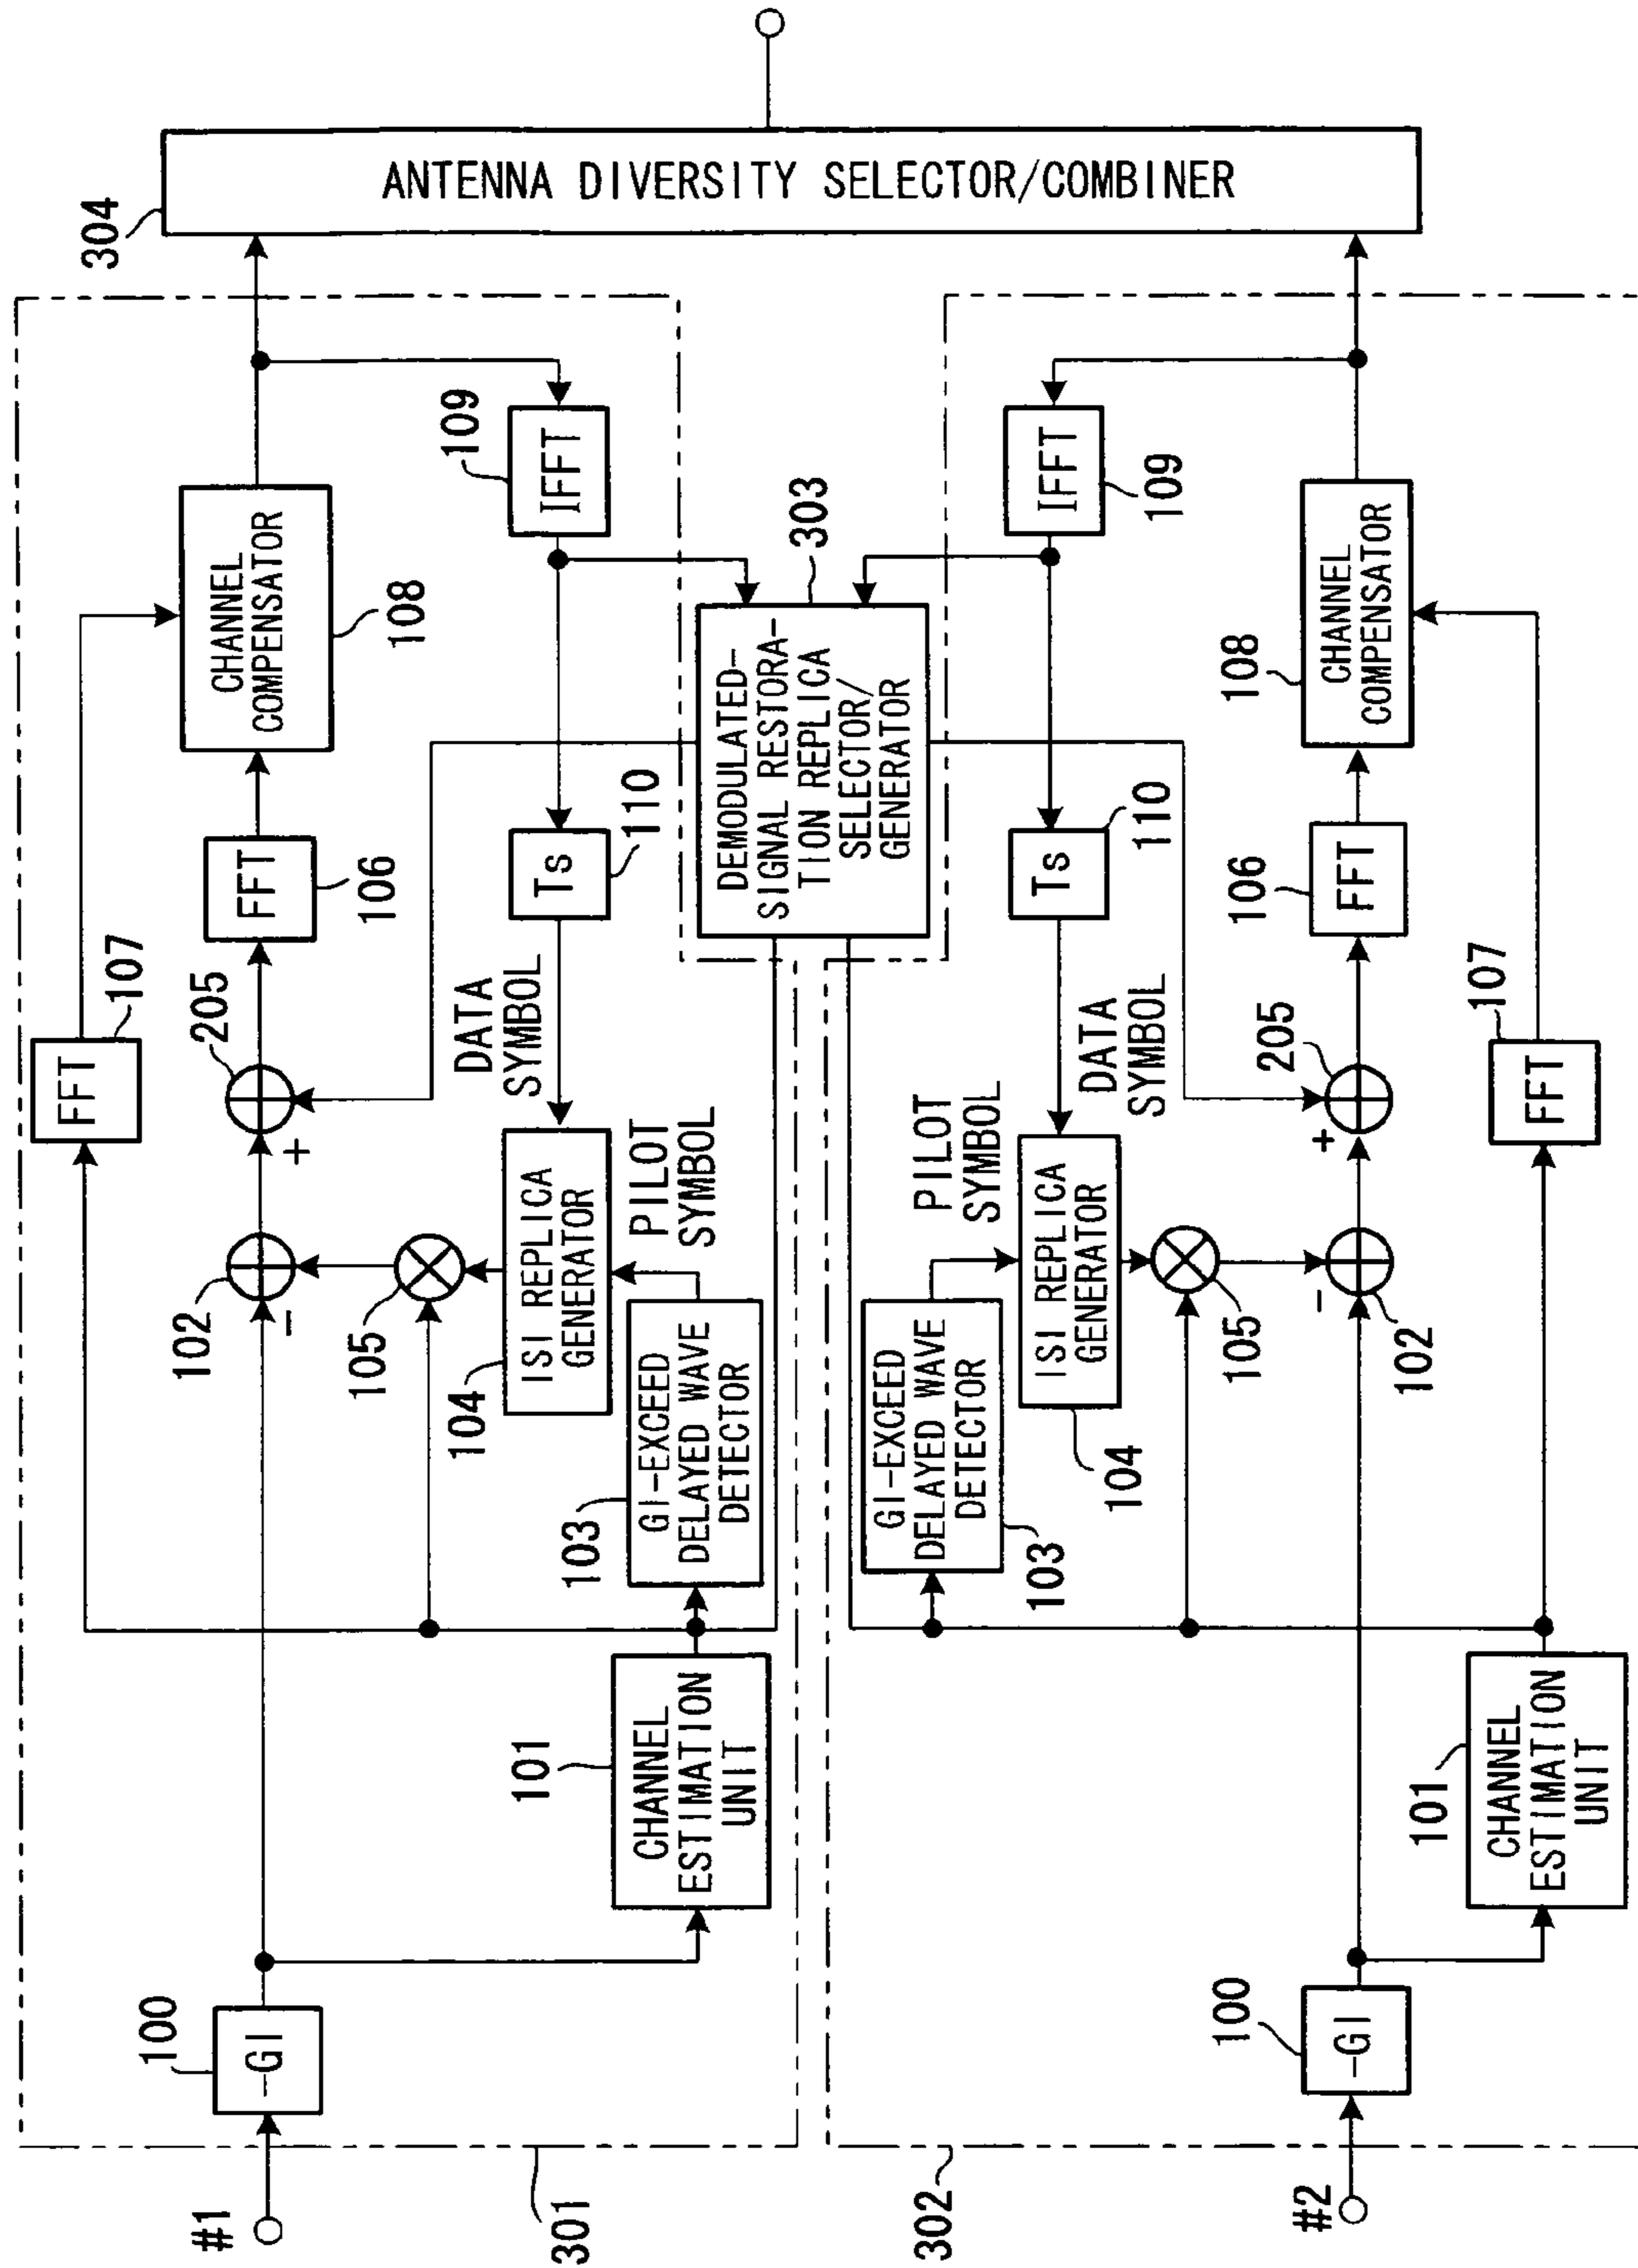 #1
100
-GI
301
101
CHANNEL
ESTIMATION
UNIT
102
-
105
104
ISI REPLICA
GENERATOR
103
GI-EXCEED
DELAYED WAVE
DETECTOR
PILOT
SYMBOL
DATA
SYMBOL
+
205
FFT
107
FFT
106
Ts
110
CHANNEL
COMPENSATOR
108
IFFT
109
304
ANTENNA DIVERSITY SELECTOR/COMBINER
303
DEMODULATED-
SIGNAL RESTORA-
TION REPLICA
SELECTOR/
GENERATOR
#2
100
-GI
302
101
CHANNEL
ESTIMATION
UNIT
GI-EXCEED
DELAYED WAVE
DETECTOR
103
PILOT
SYMBOL
ISI REPLICA
GENERATOR
104
105
-
102
DATA
SYMBOL
+
205
FFT
107
106
FFT
Ts
110
108
CHANNEL
COMPENSATOR
IFFT
109